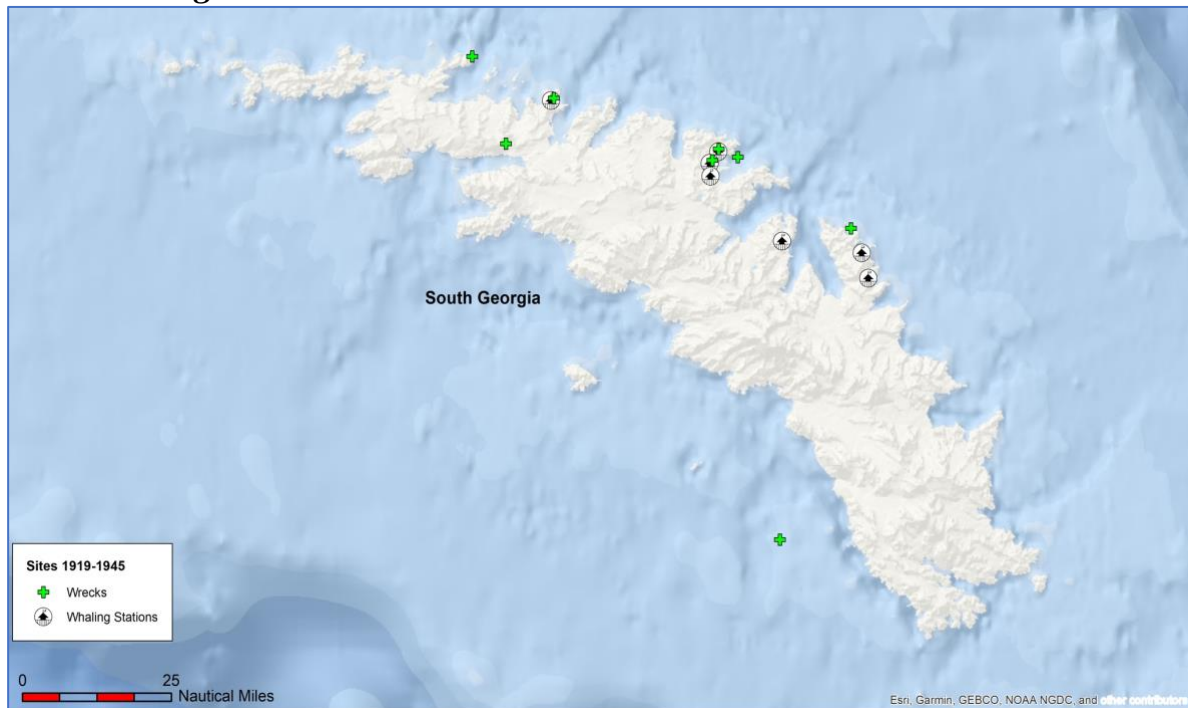 South Georgia
Sites 1919-1945
Wrecks
Whaling Stations
0 25
Nautical Miles
Esri, Garmin, GEBCO, NOAA NGDC, and other contributors